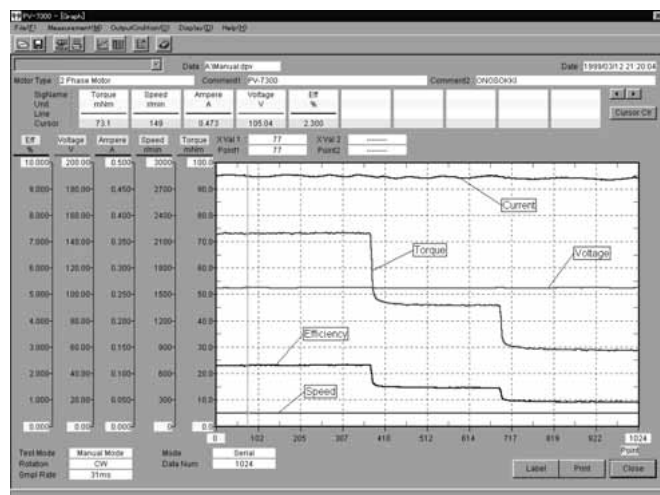 PV-7300 - [Graph]
File(F) Measurement(M) OutputCondition(C) Display(D) Help(H)
Data A:\Manual.dpv Date 1999/03/12 21:20:04
Motor Type 2 Phase Motor Comment1 PV-7300 Comment2 ONOSOKKI
SigName Torque Speed Ampere Voltage Eff
Unit mNm r/min A V %
Line
Cursor 73.1 149 0.473 105.04 2.300
Cursor Ctl
Eff Voltage Ampere Speed Torque X Val 1 77 X Val 2 ------
% V A r/min mNm Point1 77 Point2 ------
10.000 200.00 0.500 3000 100.0
9.000 180.00 0.450 2700 90.0
8.000 160.00 0.400 2400 80.0
7.000 140.00 0.350 2100 70.0
6.000 120.00 0.300 1800 60.0
5.000 100.00 0.250 1500 50.0
4.000 80.00 0.200 1200 40.0
3.000 60.00 0.150 900 30.0
2.000 40.00 0.100 600 20.0
1.000 20.00 0.050 300 10.0
0.000 0.00 0.000 0 0.0
Current
Torque
Voltage
Efficiency
Speed
0 102 205 307 410 512 614 717 819 922 1024
Point
Test Mode Manual Mode Mode Serial
Rotation CW Data Num 1024
Smpl Rate 31ms
Label Print Close